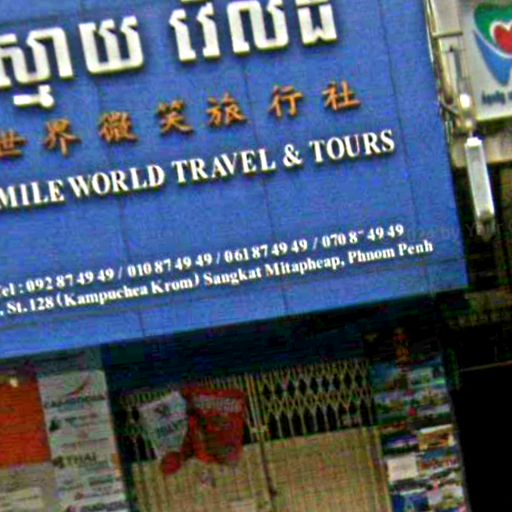 ស្មាយ វើលដ៍
世界微笑旅行社
MILE WORLD TRAVEL & TOURS
el : 092 87 49 49 / 010 87 49 49 / 061 87 49 49 / 070 8 49 49
. St.128 (Kampuchea Krom) Sangkat Mitapheap, Phnom Penh
THAI